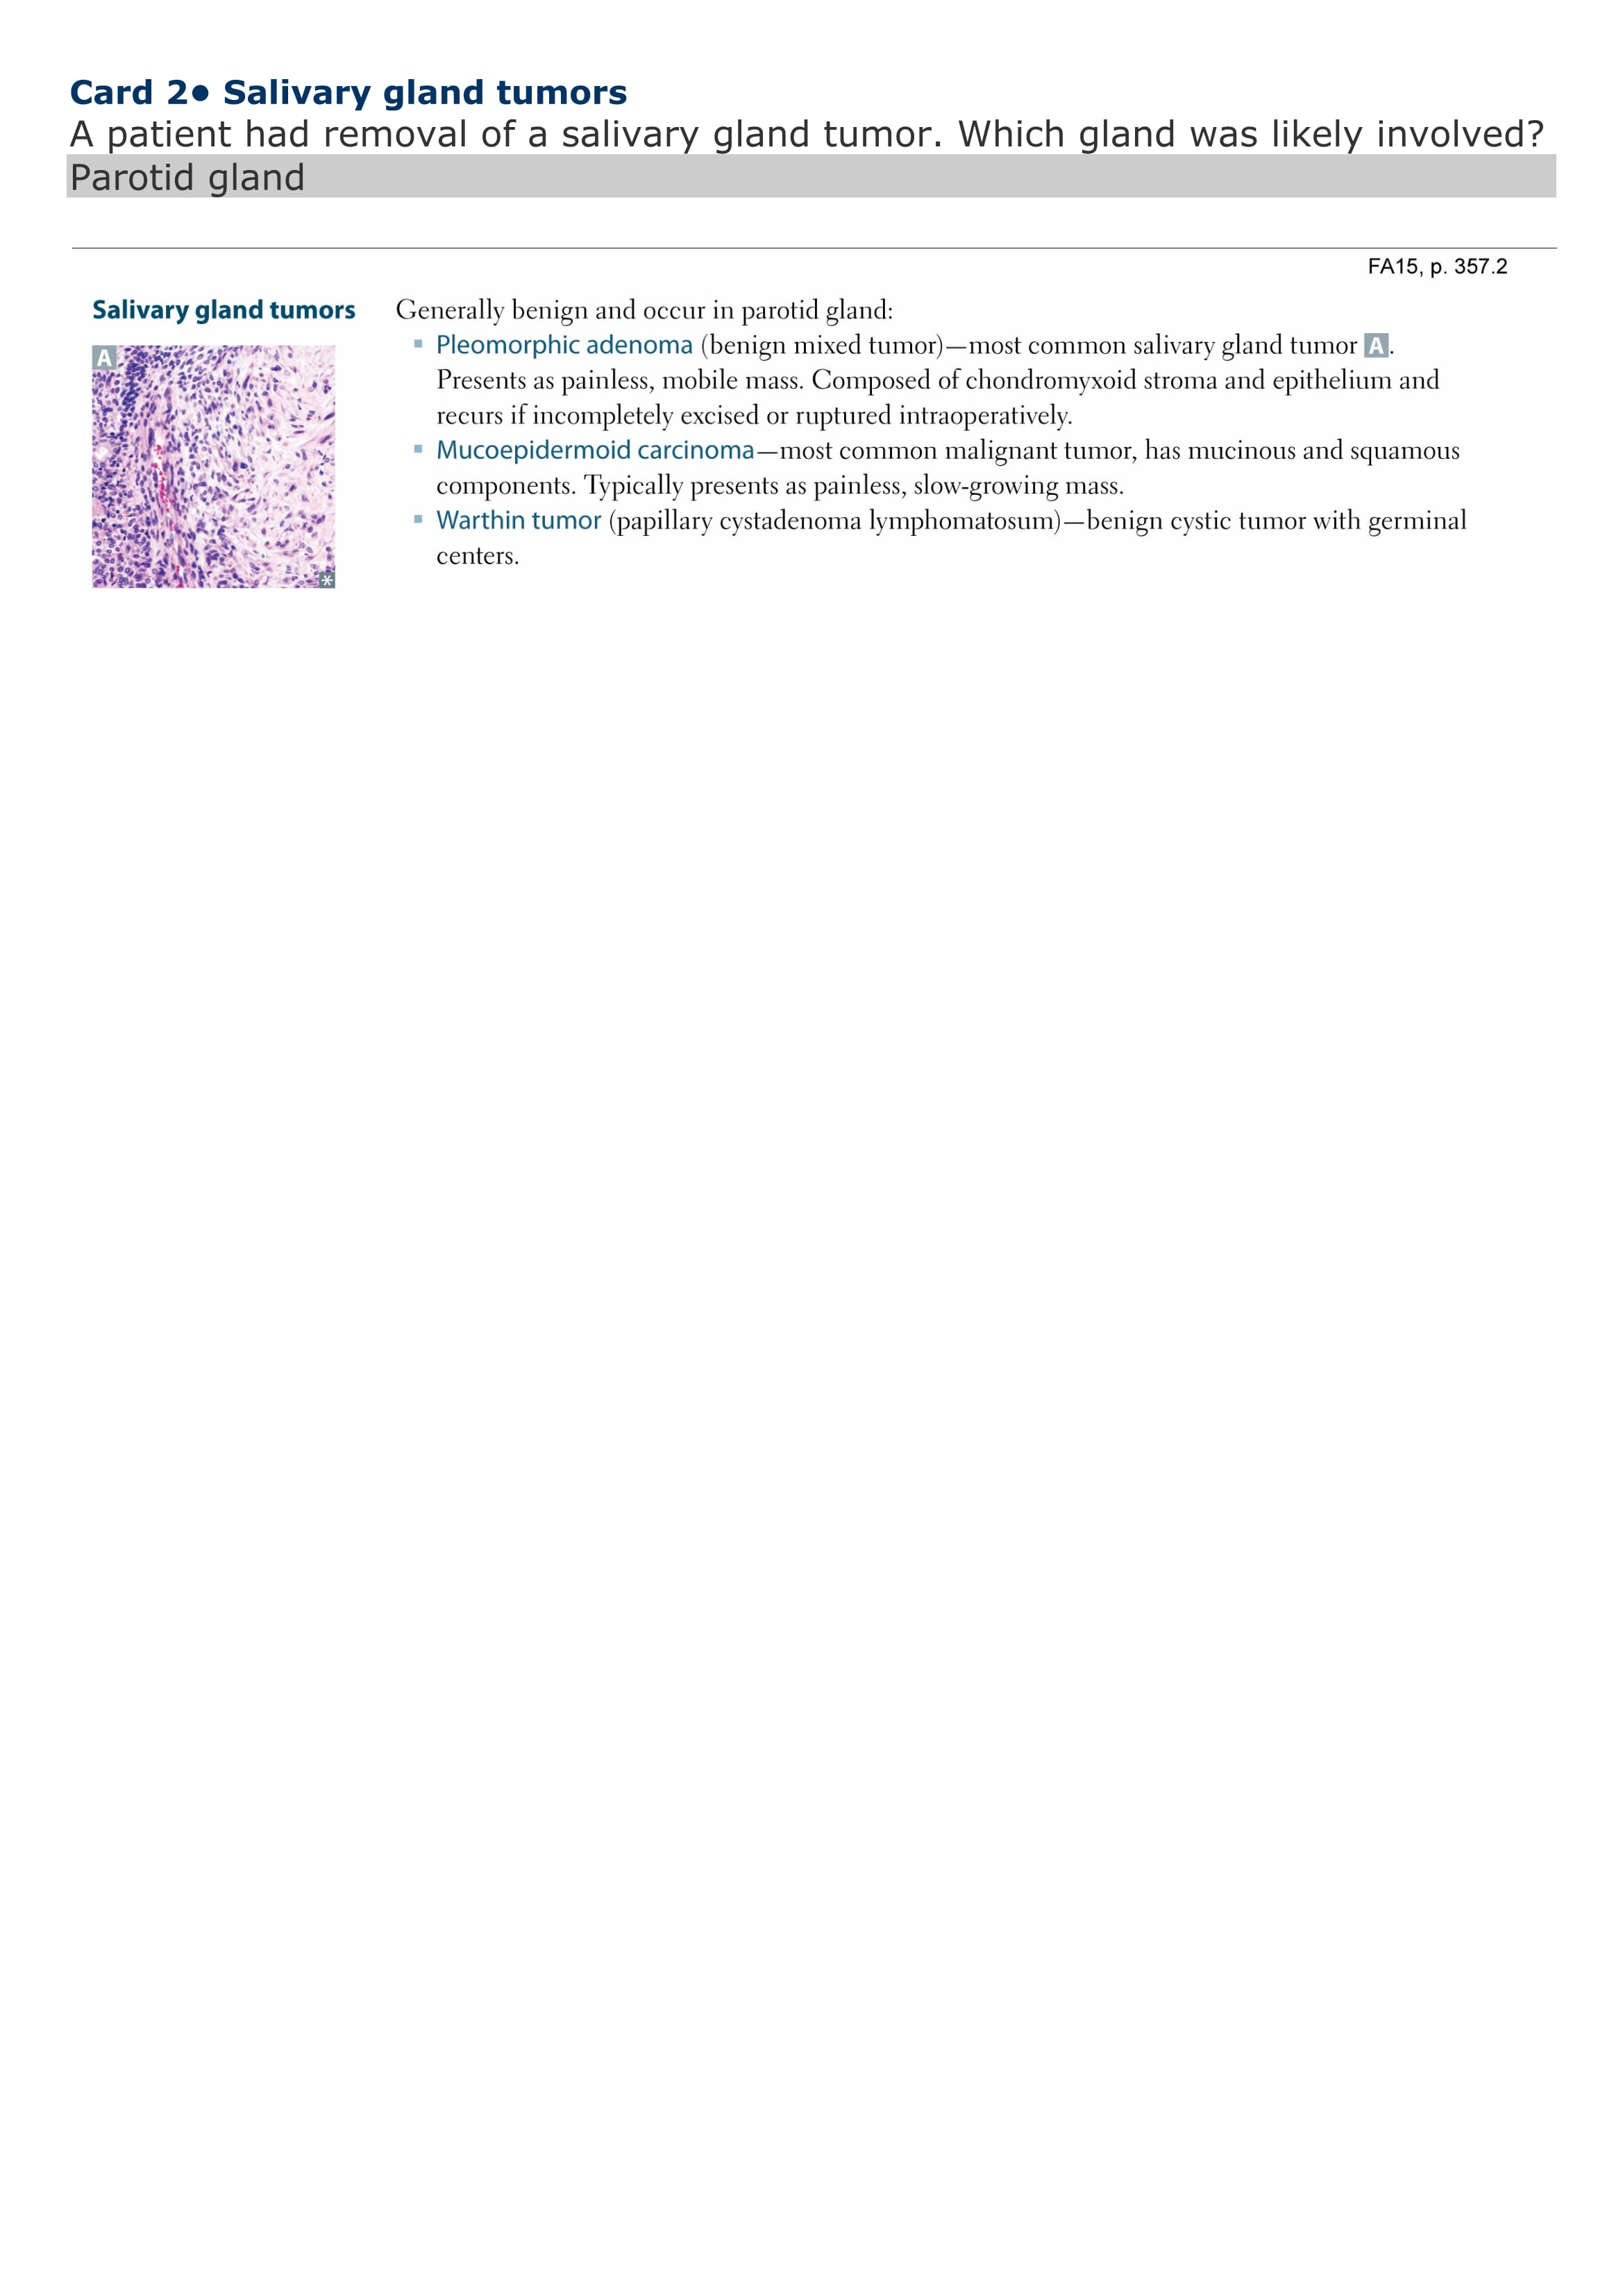 Card 2• Salivary gland tumors
A patient had removal of a salivary gland tumor. Which gland was likely involved?
Parotid gland
FA15, p. 357.2
Salivary gland tumors
A
*
Generally benign and occur in parotid gland:
▪ Pleomorphic adenoma (benign mixed tumor)—most common salivary gland tumor A.
Presents as painless, mobile mass. Composed of chondromyxoid stroma and epithelium and
recurs if incompletely excised or ruptured intraoperatively.
▪ Mucoepidermoid carcinoma—most common malignant tumor, has mucinous and squamous
components. Typically presents as painless, slow-growing mass.
▪ Warthin tumor (papillary cystadenoma lymphomatosum)—benign cystic tumor with germinal
centers.